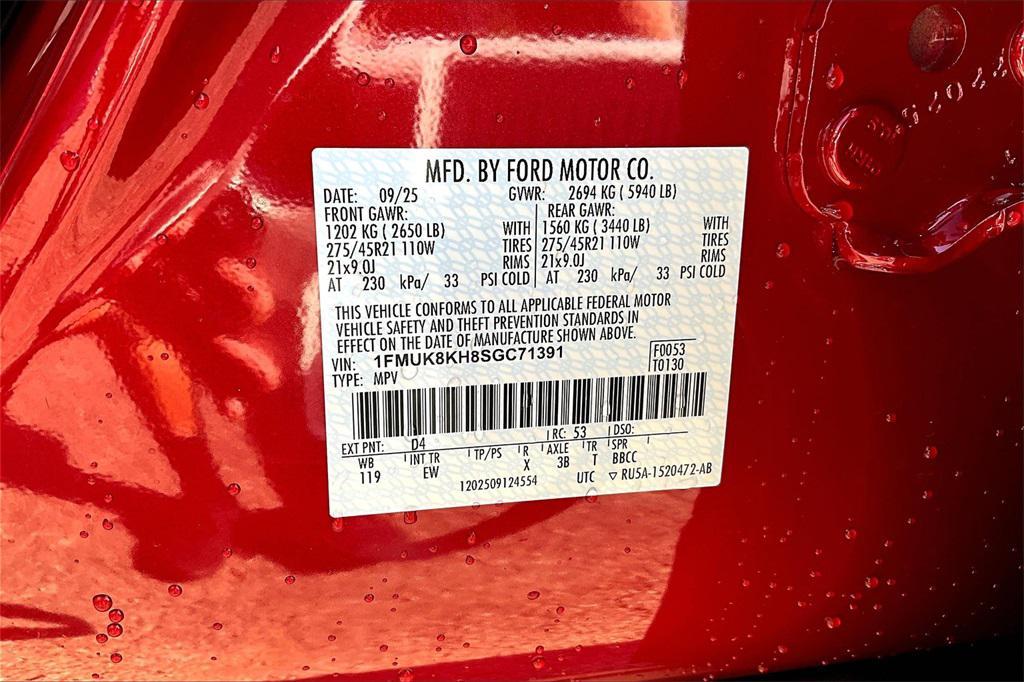 MFD. BY FORD MOTOR CO.
DATE: 09/25 GVWR: 2694 KG ( 5940 LB)
FRONT GAWR: REAR GAWR:
1202 KG ( 2650 LB) WITH 1560 KG ( 3440 LB) WITH
275/45R21 110W TIRES 275/45R21 110W TIRES
21x9.0J RIMS 21x9.0J RIMS
AT 230 kPa/ 33 PSI COLD AT 230 kPa/ 33 PSI COLD
THIS VEHICLE CONFORMS TO ALL APPLICABLE FEDERAL MOTOR
VEHICLE SAFETY AND THEFT PREVENTION STANDARDS IN
EFFECT ON THE DATE OF MANUFACTURE SHOWN ABOVE.
VIN: 1FMUK8KH8SGC71391 F0053
TYPE: MPV T0130
EXT PNT: D4 RC: 53 DSO:
WB INT TR TP/PS R AXLE TR SPR
119 EW X 3B T BBCC
1202509124554 UTC ▽ RU5A-1520472-AB